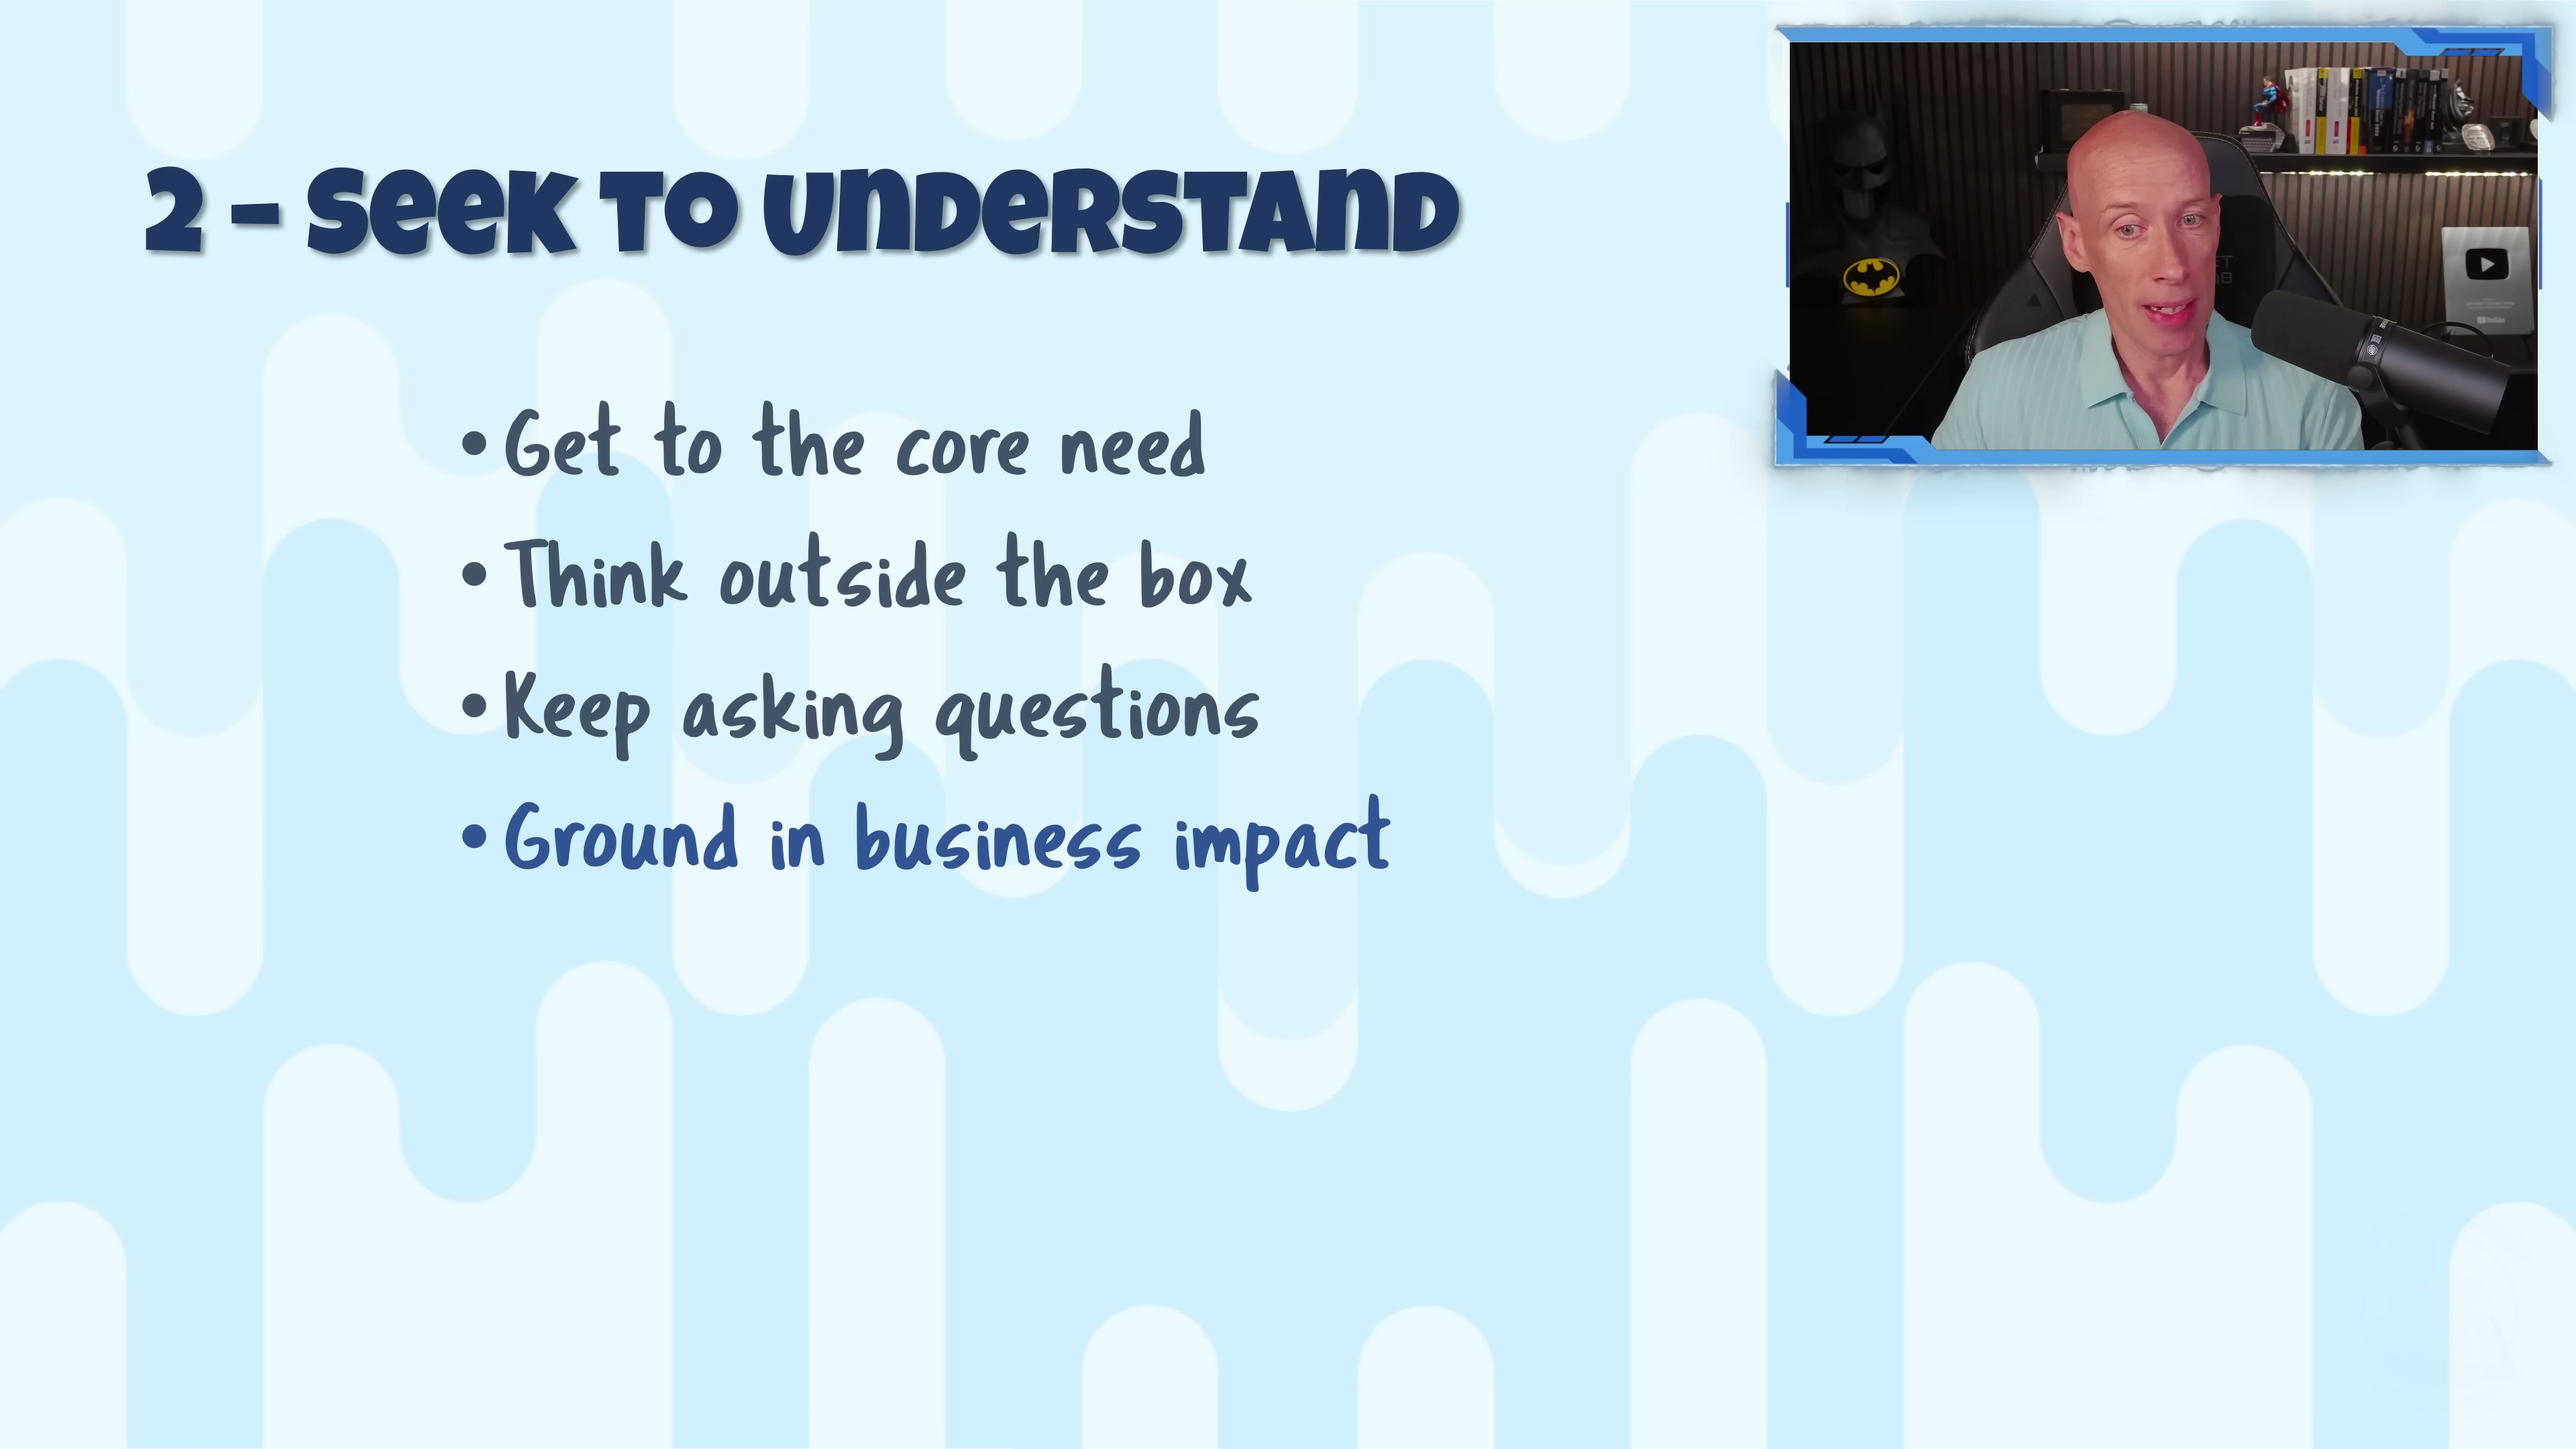 2 - Seek to Understand
• Get to the core need
• Think outside the box
• Keep asking questions
• Ground in business impact